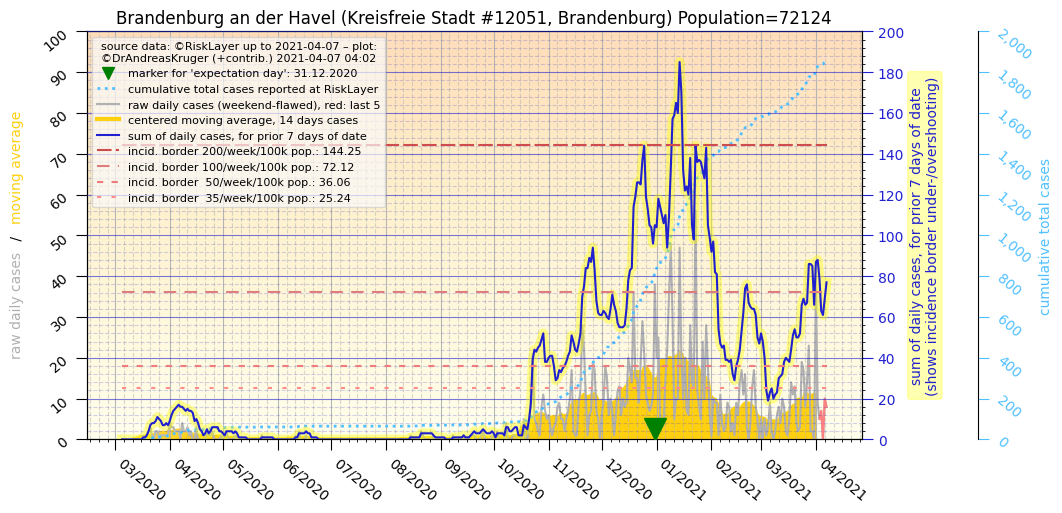 Brandenburg an der Havel (Kreisfreie Stadt #12051, Brandenburg) Population=72124
source data: ©RiskLayer up to 2021-04-07 – plot:
©DrAndreasKruger (+contrib.) 2021-04-07 04:02
marker for 'expectation day': 31.12.2020
cumulative total cases reported at RiskLayer
raw daily cases (weekend-flawed), red: last 5
centered moving average, 14 days cases
sum of daily cases, for prior 7 days of date
incid. border 200/week/100k pop.: 144.25
incid. border 100/week/100k pop.: 72.12
incid. border  50/week/100k pop.: 36.06
incid. border  35/week/100k pop.: 25.24
raw daily cases  /  moving average
100
90
80
70
60
50
40
30
20
10
0
03/2020
04/2020
05/2020
06/2020
07/2020
08/2020
09/2020
10/2020
11/2020
12/2020
01/2021
02/2021
03/2021
04/2021
200
180
160
140
120
100
80
60
40
20
0
sum of daily cases, for prior 7 days of date
(shows incidence border under-/overshooting)
2,000
1,800
1,600
1,400
1,200
1,000
800
600
400
200
0
cumulative total cases